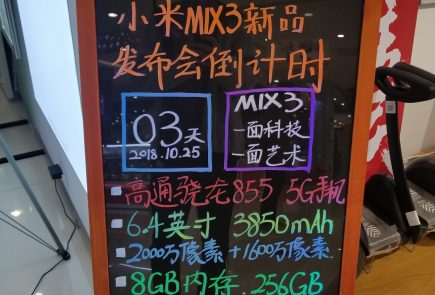 小米MIX3新品
发布会倒计时
03天
2018.10.25
MIX3
一面科技
一面艺术
高通骁龙855 5G手机
6.4英寸 3850mAh
2000万像素+1600万像素
8GB内存 256GB